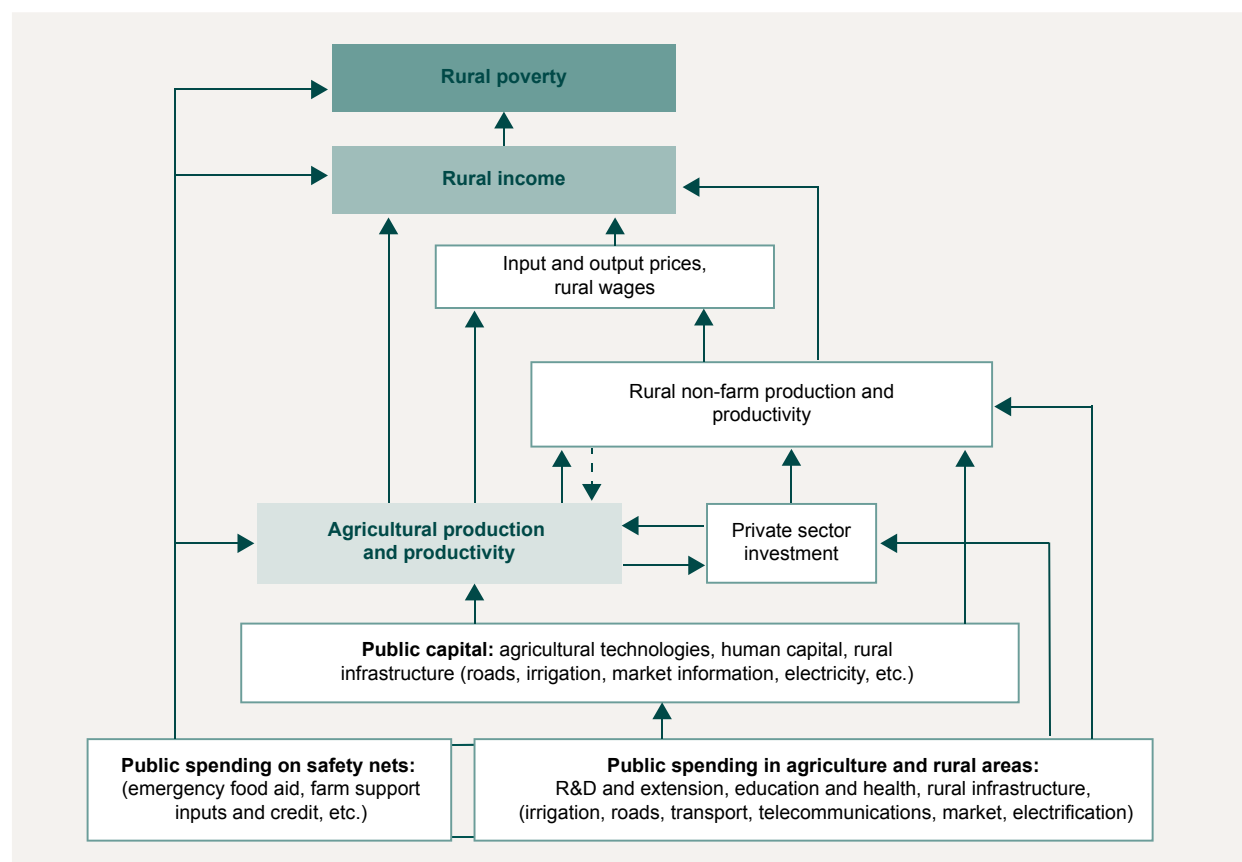 Rural poverty
Rural income
Input and output prices,
rural wages
Rural non-farm production and
productivity
Agricultural production
and productivity
Private sector
investment
Public capital: agricultural technologies, human capital, rural
infrastructure (roads, irrigation, market information, electricity, etc.)
Public spending on safety nets:
(emergency food aid, farm support
inputs and credit, etc.)
Public spending in agriculture and rural areas:
R&D and extension, education and health, rural infrastructure,
(irrigation, roads, transport, telecommunications, market, electrification)